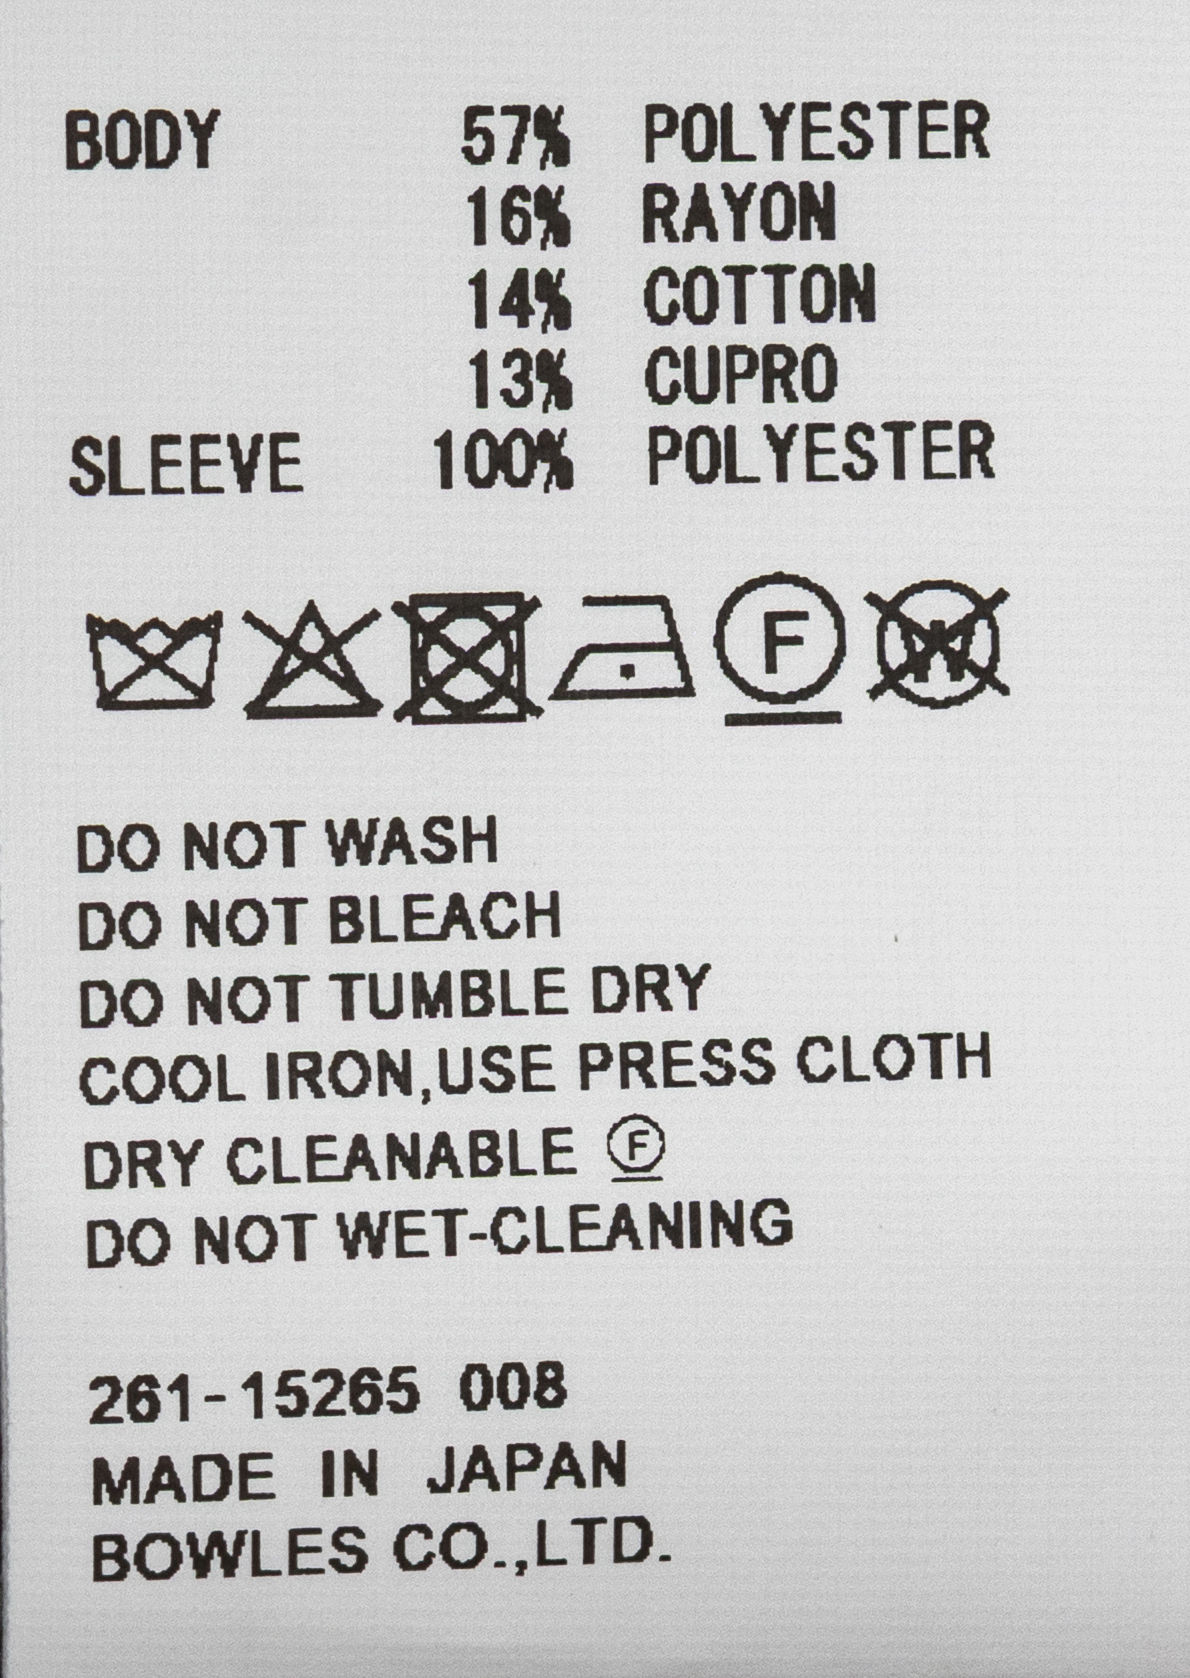 BODY 57% POLYESTER
16% RAYON
14% COTTON
13% CUPRO
SLEEVE 100% POLYESTER
F W
DO NOT WASH
DO NOT BLEACH
DO NOT TUMBLE DRY
COOL IRON,USE PRESS CLOTH
DRY CLEANABLE Ⓕ
DO NOT WET-CLEANING
261-15265 008
MADE IN JAPAN
BOWLES CO.,LTD.